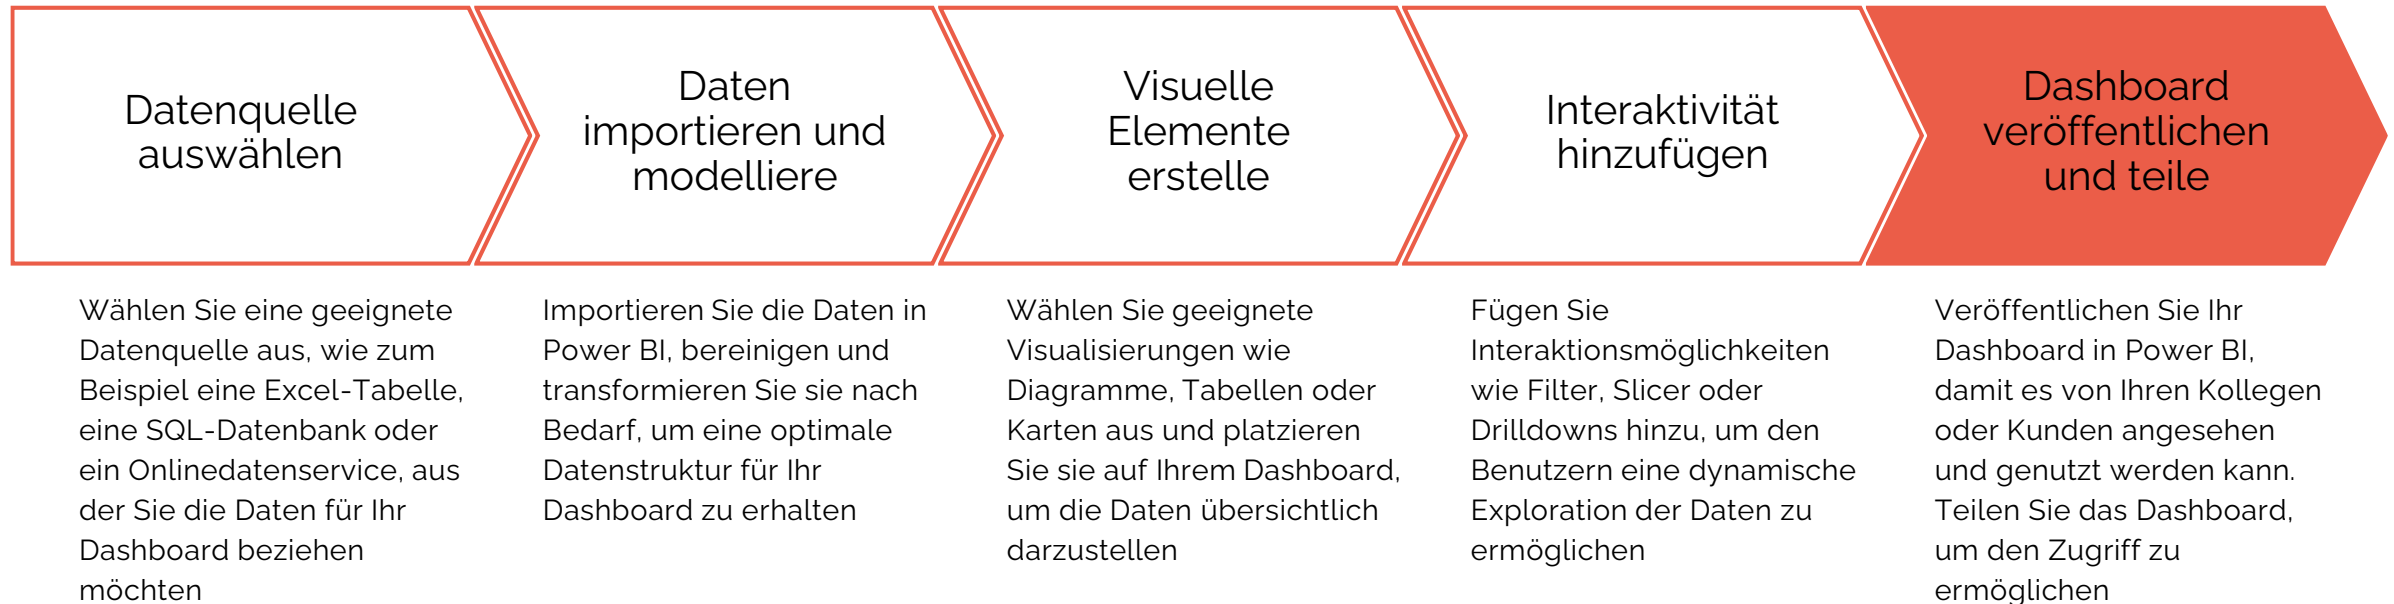 Datenquelle
auswählen
Daten
importieren und
modelliere
Visuelle
Elemente
erstelle
Interaktivität
hinzufügen
Dashboard
veröffentlichen
und teile
Wählen Sie eine geeignete
Datenquelle aus, wie zum
Beispiel eine Excel-Tabelle,
eine SQL-Datenbank oder
ein Onlinedatenservice, aus
der Sie die Daten für Ihr
Dashboard beziehen
möchten
Importieren Sie die Daten in
Power BI, bereinigen und
transformieren Sie sie nach
Bedarf, um eine optimale
Datenstruktur für Ihr
Dashboard zu erhalten
Wählen Sie geeignete
Visualisierungen wie
Diagramme, Tabellen oder
Karten aus und platzieren
Sie sie auf Ihrem Dashboard,
um die Daten übersichtlich
darzustellen
Fügen Sie
Interaktionsmöglichkeiten
wie Filter, Slicer oder
Drilldowns hinzu, um den
Benutzern eine dynamische
Exploration der Daten zu
ermöglichen
Veröffentlichen Sie Ihr
Dashboard in Power BI,
damit es von Ihren Kollegen
oder Kunden angesehen
und genutzt werden kann.
Teilen Sie das Dashboard,
um den Zugriff zu
ermöglichen